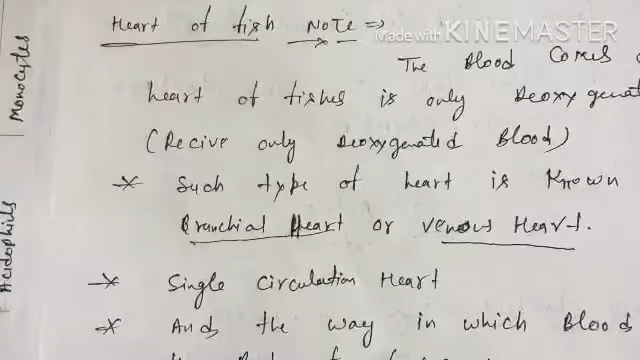 Monocytes
Acidophils
Heart of fish NOTE ⇒
Made with KINEMASTER
The Blood Comes
heart of fishes is only Deoxygenat
(Recive only Deoxygenated Blood)
* Such type of heart is Known
Branchial Heart or venous Heart.
* Single Circulation Heart
* And the way in which Blood